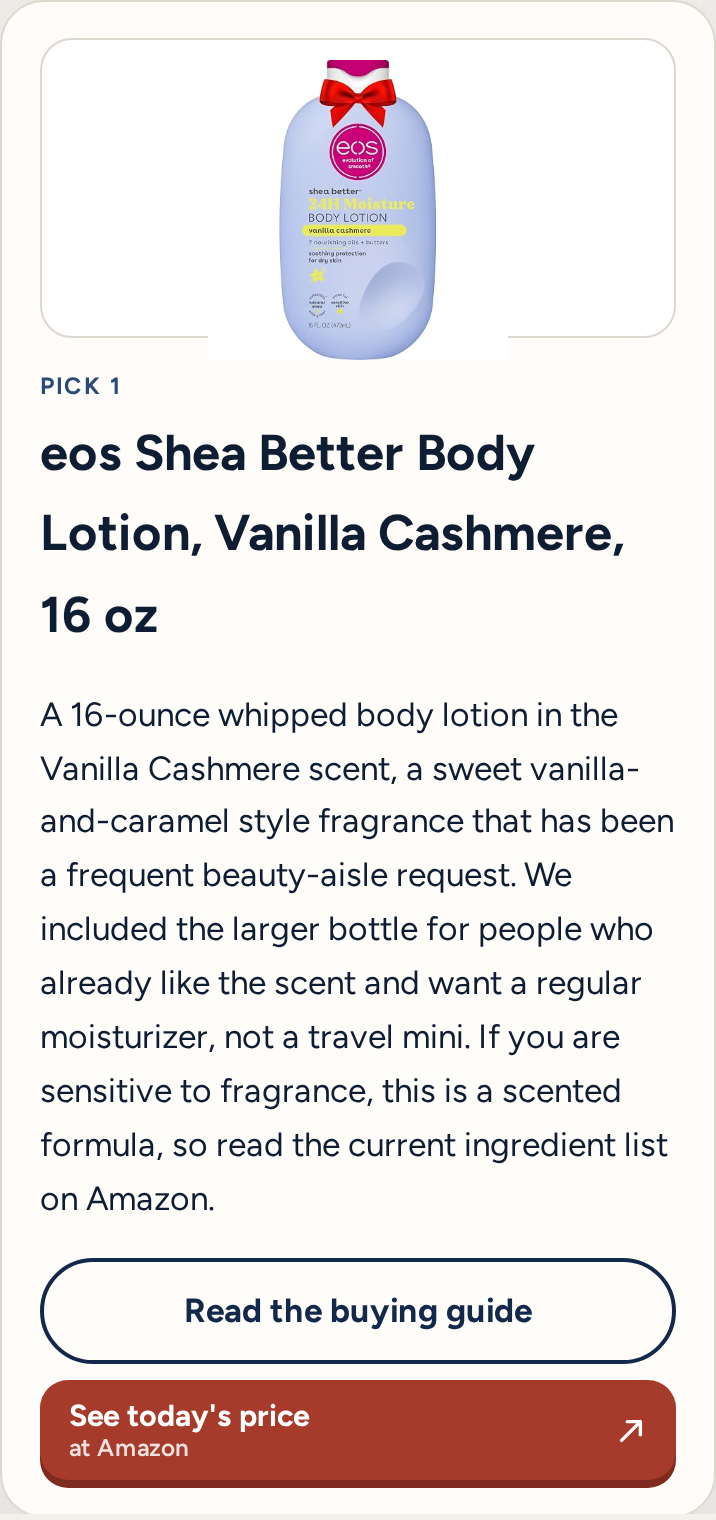 eos
evolution of
smooth®
shea better™
24H Moisture
BODY LOTION
vanilla cashmere
7 nourishing oils + butters
soothing protection
for dry skin
natural
shea
sensitive
skin
16 FL OZ (473mL)
PICK 1
eos Shea Better Body
Lotion, Vanilla Cashmere,
16 oz
A 16-ounce whipped body lotion in the
Vanilla Cashmere scent, a sweet vanilla-
and-caramel style fragrance that has been
a frequent beauty-aisle request. We
included the larger bottle for people who
already like the scent and want a regular
moisturizer, not a travel mini. If you are
sensitive to fragrance, this is a scented
formula, so read the current ingredient list
on Amazon.
Read the buying guide
See today's price
at Amazon